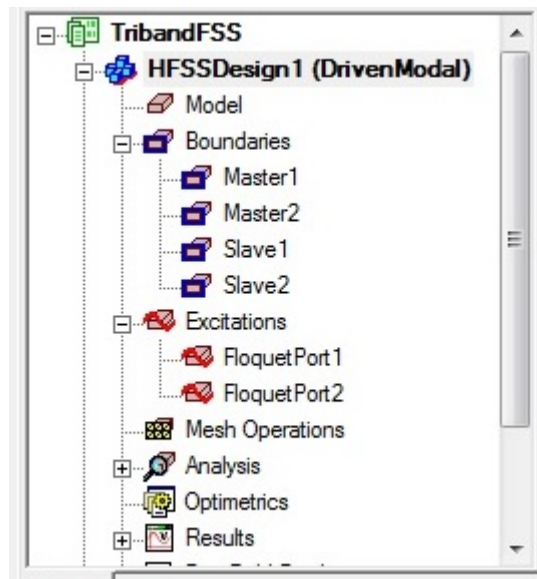 TribandFSS
HFSSDesign1 (DrivenModal)
Model
Boundaries
Master1
Master2
Slave1
Slave2
Excitations
FloquetPort1
FloquetPort2
Mesh Operations
Analysis
Optimetrics
Results